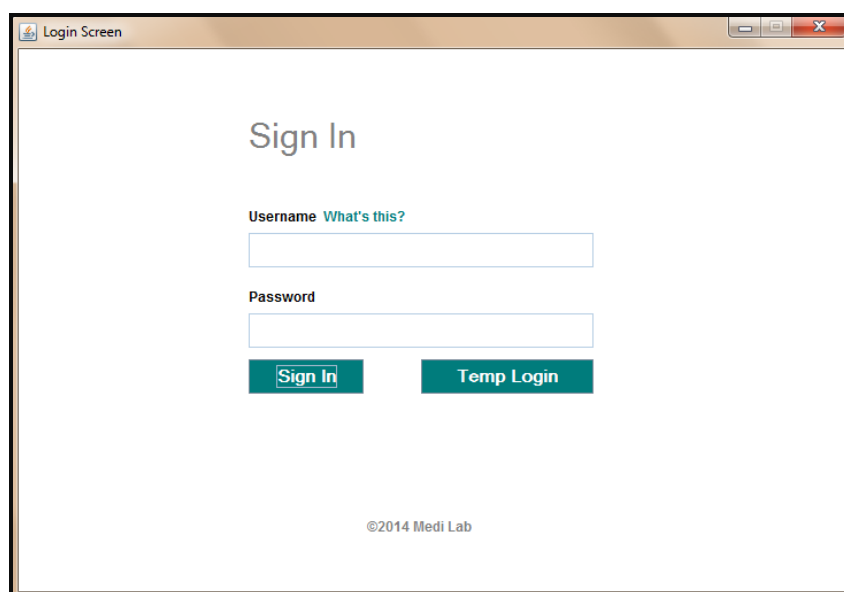 Login Screen
Sign In
Username What's this?
Password
Sign In Temp Login
©2014 Medi Lab